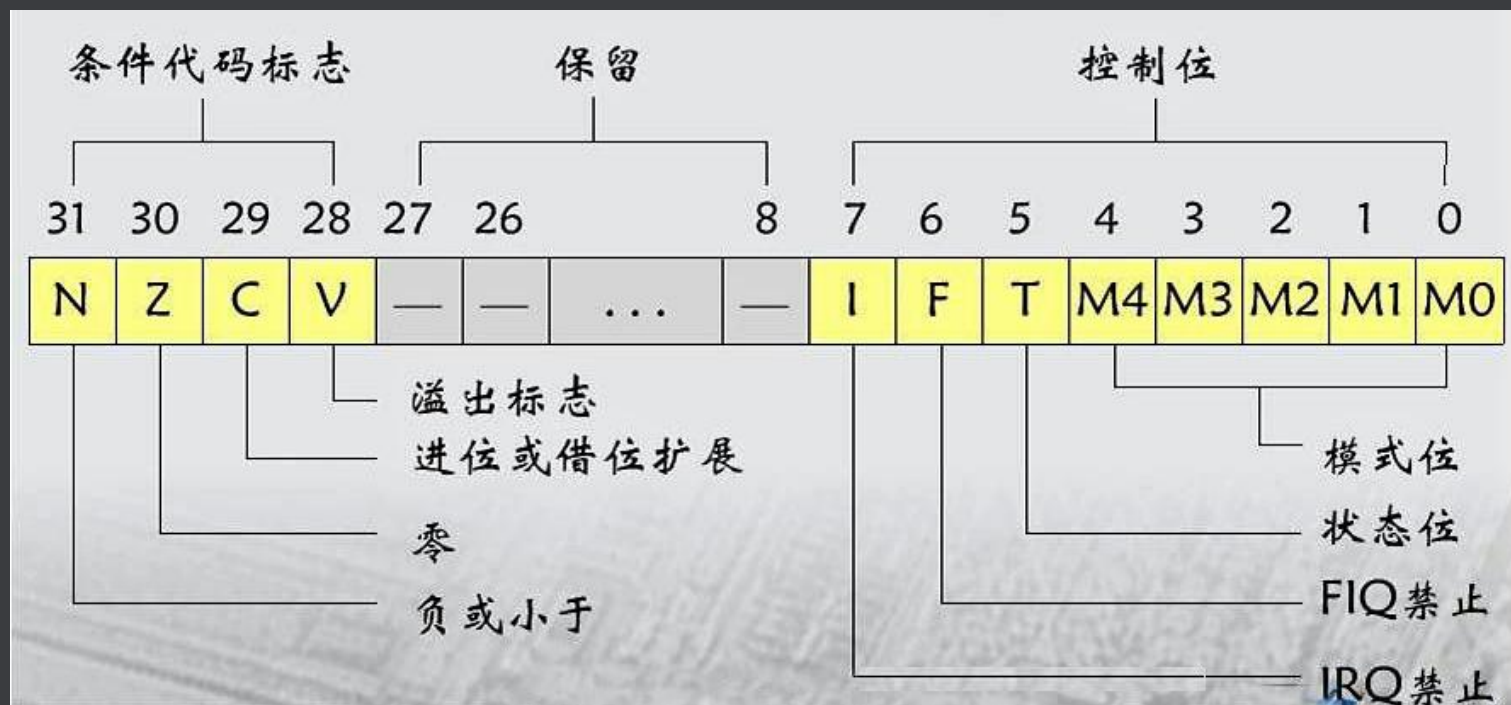 条件代码标志 保留 控制位
31 30 29 28 27 26 8 7 6 5 4 3 2 1 0
N Z C V — — ... — I F T M4 M3 M2 M1 M0
溢出标志
进位或借位扩展
零
负或小于
模式位
状态位
FIQ禁止
IRQ禁止